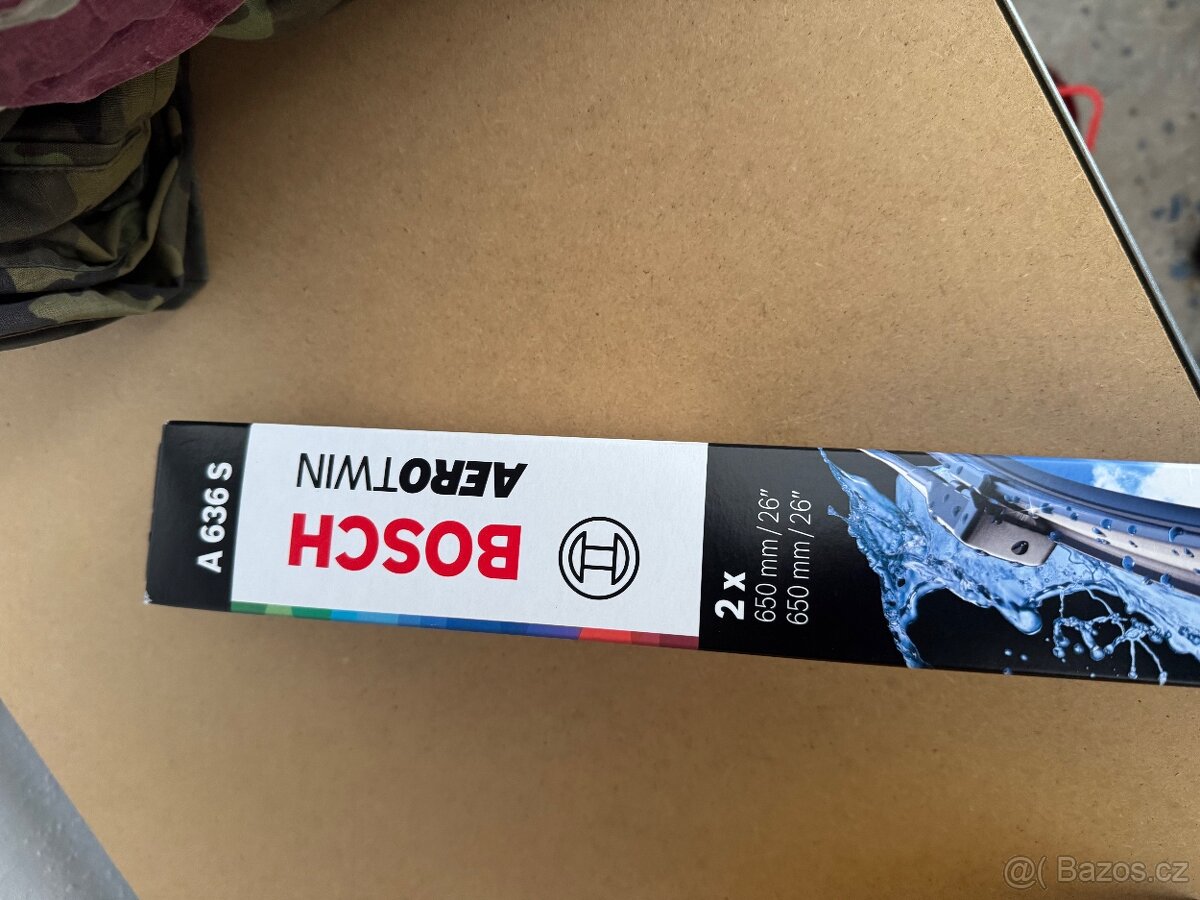 A 636 S
BOSCH
AEROTWIN
2 x
650 mm / 26"
650 mm / 26"
@( Bazos.cz